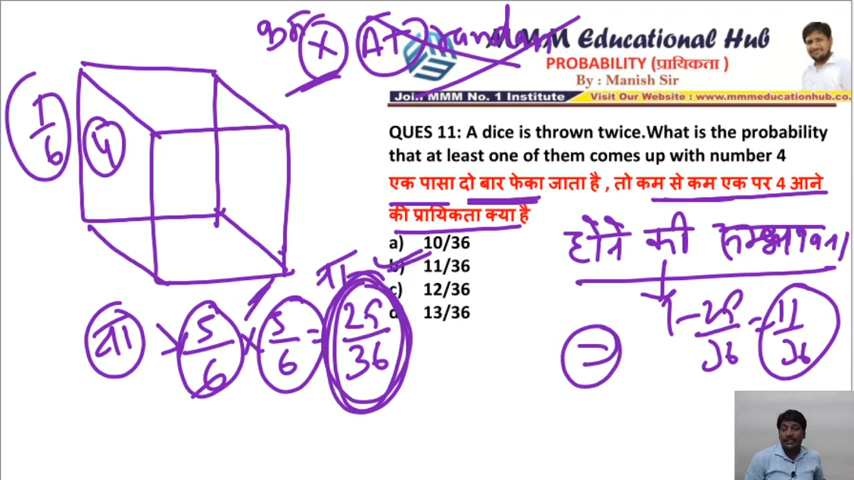 MMM Educational Hub
PROBABILITY (प्रायिकता )
By : Manish Sir
Join MMM No. 1 Institute Visit Our Website : www.mmmeducationhub.co.
QUES 11: A dice is thrown twice.What is the probability
that at least one of them comes up with number 4
एक पासा दो बार फेका जाता है , तो कम से कम एक पर 4 आने
की प्रायिकता क्या है
a) 10/36
b) 11/36
c) 12/36
d) 13/36
X AT random
1/6
4
होने की
ना 5/6 × 5/6 = 25/36
ना
= 1 - 25/36 = 11/36